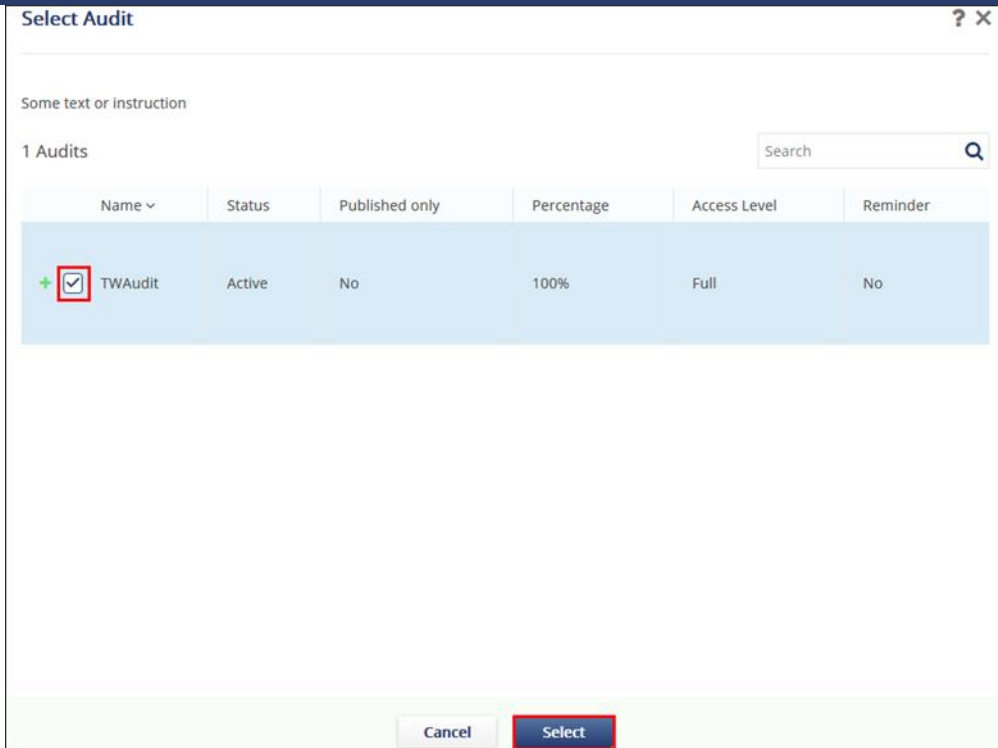 Select Audit
Some text or instruction
1 Audits Search
Name Status Published only Percentage Access Level Reminder
TWAudit Active No 100% Full No
Cancel Select